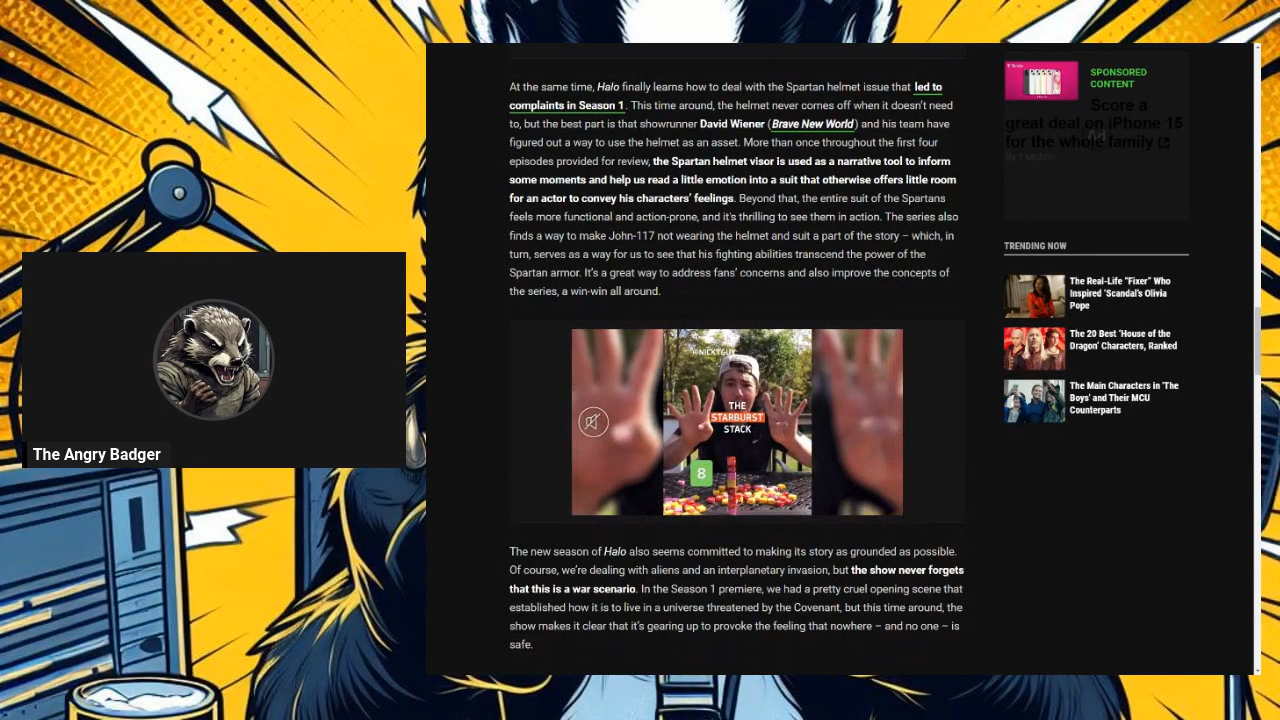 At the same time, Halo finally learns how to deal with the Spartan helmet issue that led to
complaints in Season 1. This time around, the helmet never comes off when it doesn't need
to, but the best part is that showrunner David Wiener (Brave New World) and his team have
figured out a way to use the helmet as an asset. More than once throughout the first four
episodes provided for review, the Spartan helmet visor is used as a narrative tool to inform
some moments and help us read a little emotion into a suit that otherwise offers little room
for an actor to convey his characters' feelings. Beyond that, the entire suit of the Spartans
feels more functional and action-prone, and it's thrilling to see them in action. The series also
finds a way to make John-117 not wearing the helmet and suit a part of the story – which, in
turn, serves as a way for us to see that his fighting abilities transcend the power of the
Spartan armor. It's a great way to address fans' concerns and also improve the concepts of
the series, a win-win all around.
@NICKTGUY
THE
STARBURST
STACK
8
The new season of Halo also seems committed to making its story as grounded as possible.
Of course, we're dealing with aliens and an interplanetary invasion, but the show never forgets
that this is a war scenario. In the Season 1 premiere, we had a pretty cruel opening scene that
established how it is to live in a universe threatened by the Covenant, but this time around, the
show makes it clear that it's gearing up to provoke the feeling that nowhere – and no one – is
safe.
SPONSORED
CONTENT
Score a
great deal on iPhone 15
for the whole family
Ad
By T-Mobile
TRENDING NOW
The Real-Life "Fixer" Who
Inspired 'Scandal's Olivia
Pope
The 20 Best 'House of the
Dragon' Characters, Ranked
The Main Characters in 'The
Boys' and Their MCU
Counterparts
The Angry Badger